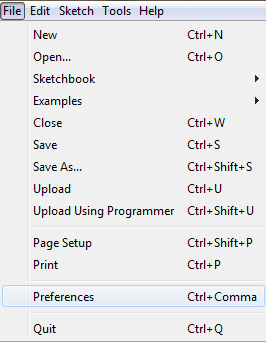 File Edit Sketch Tools Help
New Ctrl+N
Open... Ctrl+O
Sketchbook
Examples
Close Ctrl+W
Save Ctrl+S
Save As... Ctrl+Shift+S
Upload Ctrl+U
Upload Using Programmer Ctrl+Shift+U
Page Setup Ctrl+Shift+P
Print Ctrl+P
Preferences Ctrl+Comma
Quit Ctrl+Q